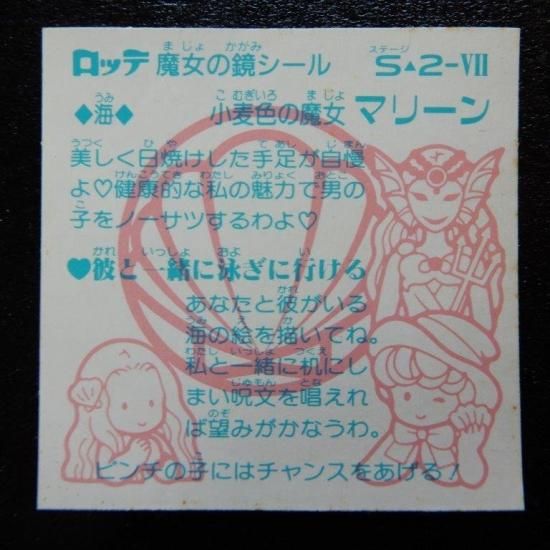 ロッテ 魔女の鏡シール S▲2-VII
◆海◆ 小麦色の魔女 マリーン
美しく日焼けした手足が自慢
よ♡健康的な私の魅力で男の
子をノーサツするわよ♡
♥彼と一緒に泳ぎに行ける
あなたと彼がいる
海の絵を描いてね。
私と一緒に机にし
まい呪文を唱えれ
ば望みがかなうわ。
ピンチの子にはチャンスをあげる!